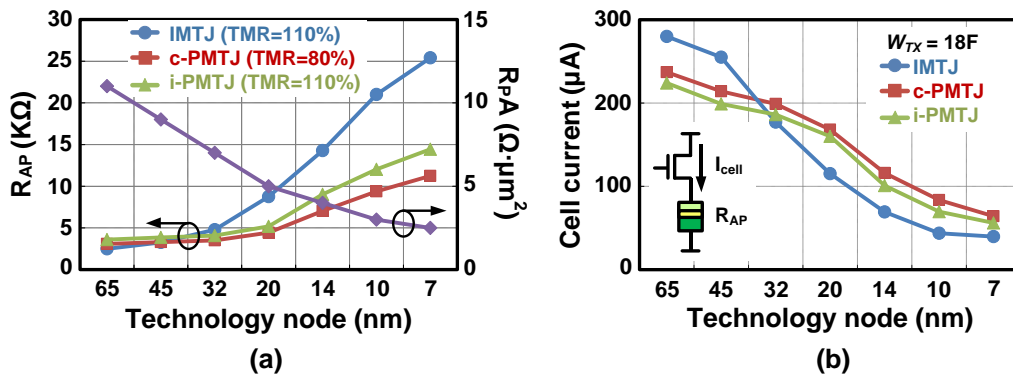 30
25
20
15
10
5
0
R_AP (KΩ)
IMTJ (TMR=110%)
c-PMTJ (TMR=80%)
i-PMTJ (TMR=110%)
15
10
5
0
R_PA (Ω·μm²)
65 45 32 20 14 10 7
Technology node (nm)
(a)
300
200
100
0
Cell current (μA)
W_TX = 18F
IMTJ
c-PMTJ
i-PMTJ
I_cell
R_AP
65 45 32 20 14 10 7
Technology node (nm)
(b)